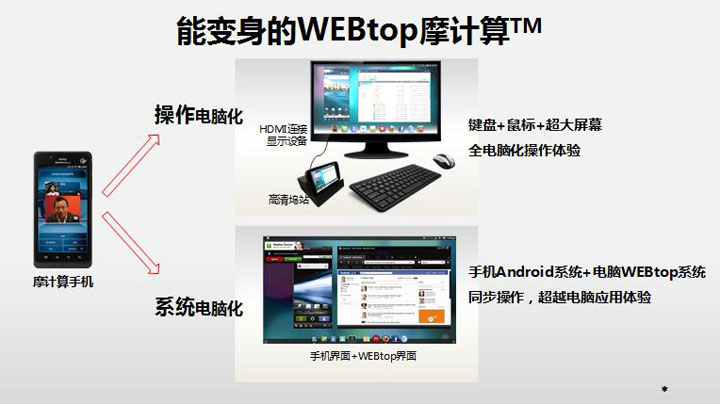 能变身的WEBtop摩计算™
操作电脑化
HDMI连接
显示设备
高清坞站
键盘+鼠标+超大屏幕
全电脑化操作体验
摩计算手机
系统电脑化
手机界面+WEBtop界面
手机Android系统+电脑WEBtop系统
同步操作，超越电脑应用体验
*